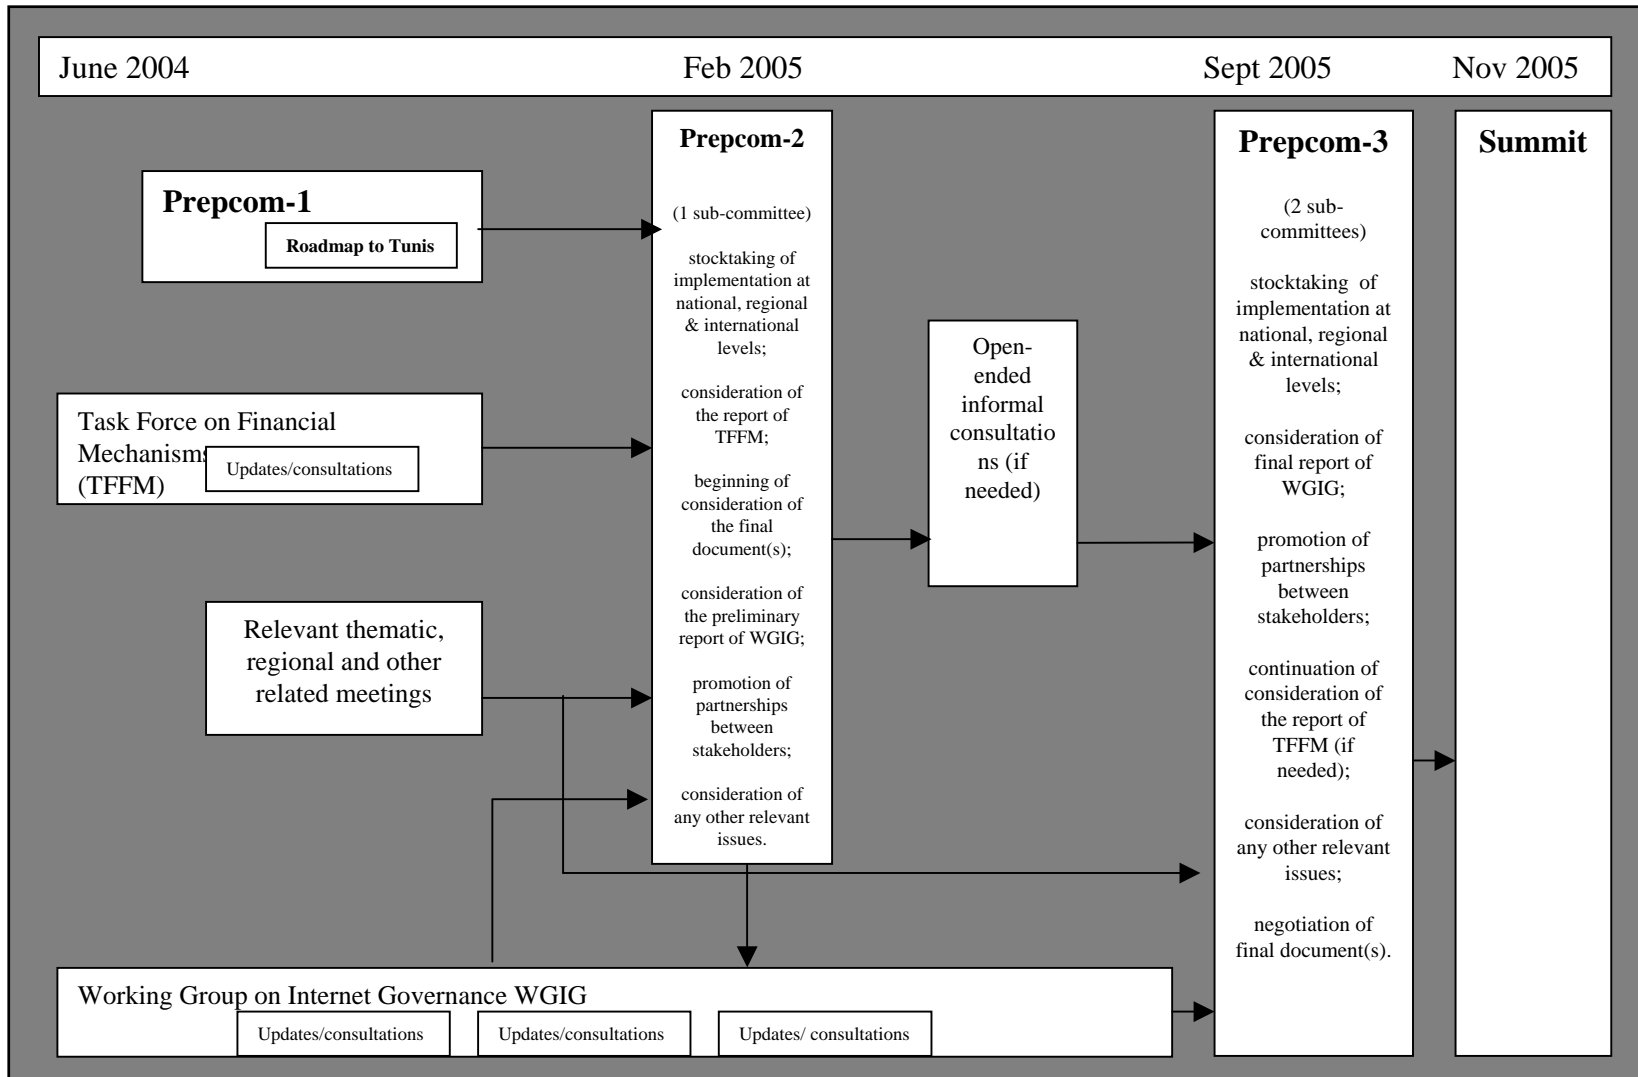 June 2004 Feb 2005 Sept 2005 Nov 2005
Prepcom-1
Roadmap to Tunis
Task Force on Financial
Mechanisms
(TFFM)
Updates/consultations
Relevant thematic,
regional and other
related meetings
Prepcom-2
(1 sub-committee)
stocktaking of
implementation at
national, regional
& international
levels;
consideration of
the report of
TFFM;
beginning of
consideration of
the final
document(s);
consideration of
the preliminary
report of WGIG;
promotion of
partnerships
between
stakeholders;
consideration of
any other relevant
issues.
Open-
ended
informal
consultatio
ns (if
needed)
Prepcom-3
(2 sub-
committees)
stocktaking of
implementation at
national, regional
& international
levels;
consideration of
final report of
WGIG;
promotion of
partnerships
between
stakeholders;
continuation of
consideration of
the report of
TFFM (if
needed);
consideration of
any other relevant
issues;
negotiation of
final document(s).
Summit
Working Group on Internet Governance WGIG
Updates/consultations Updates/consultations Updates/ consultations